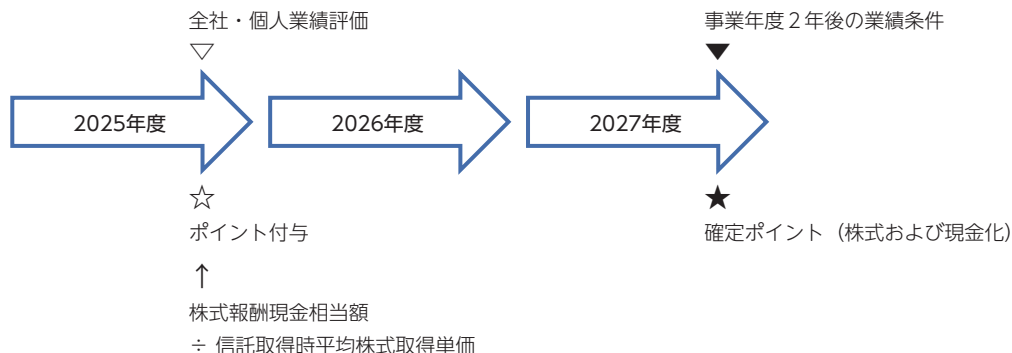 全社・個人業績評価
▽
事業年度２年後の業績条件
▼
2025年度
2026年度
2027年度
☆
ポイント付与
↑
株式報酬現金相当額
÷ 信託取得時平均株式取得単価
★
確定ポイント（株式および現金化）